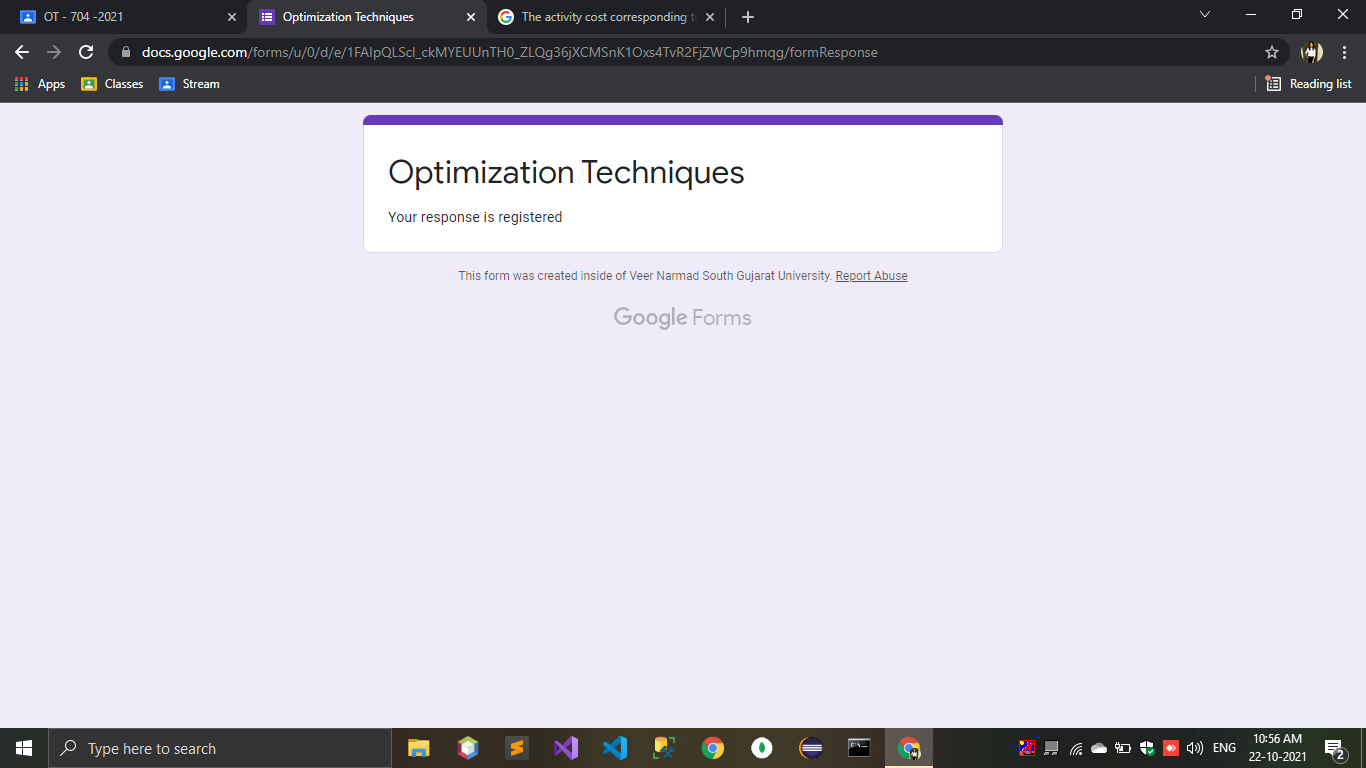 OT - 704 -2021
Optimization Techniques
The activity cost corresponding t
docs.google.com/forms/u/0/d/e/1FAIpQLScl_ckMYEUUnTH0_ZLQg36jXCMSnK1Oxs4TvR2FjZWCp9hmqg/formResponse
Apps
Classes
Stream
Reading list
Optimization Techniques
Your response is registered
This form was created inside of Veer Narmad South Gujarat University. Report Abuse
Google Forms
Type here to search
ENG
10:56 AM
22-10-2021
2